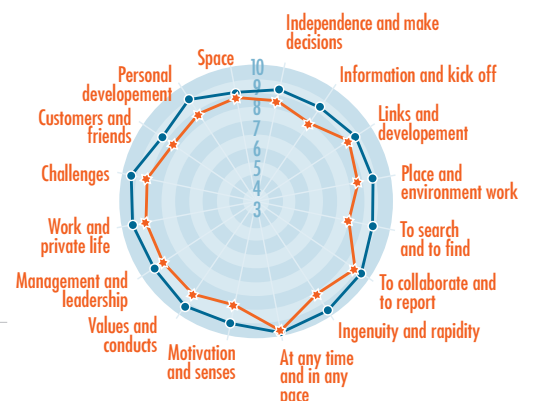 Independence and make
decisions
Information and kick off
Links and
developement
Place and
environment work
To search
and to find
To collaborate and
to report
Ingenuity and rapidity
At any time
and in any
pace
Motivation
and senses
Values and
conducts
Management and
leadership
Work and
private life
Challenges
Customers and
friends
Personal
developement
Space
10
9
8
7
6
5
4
3